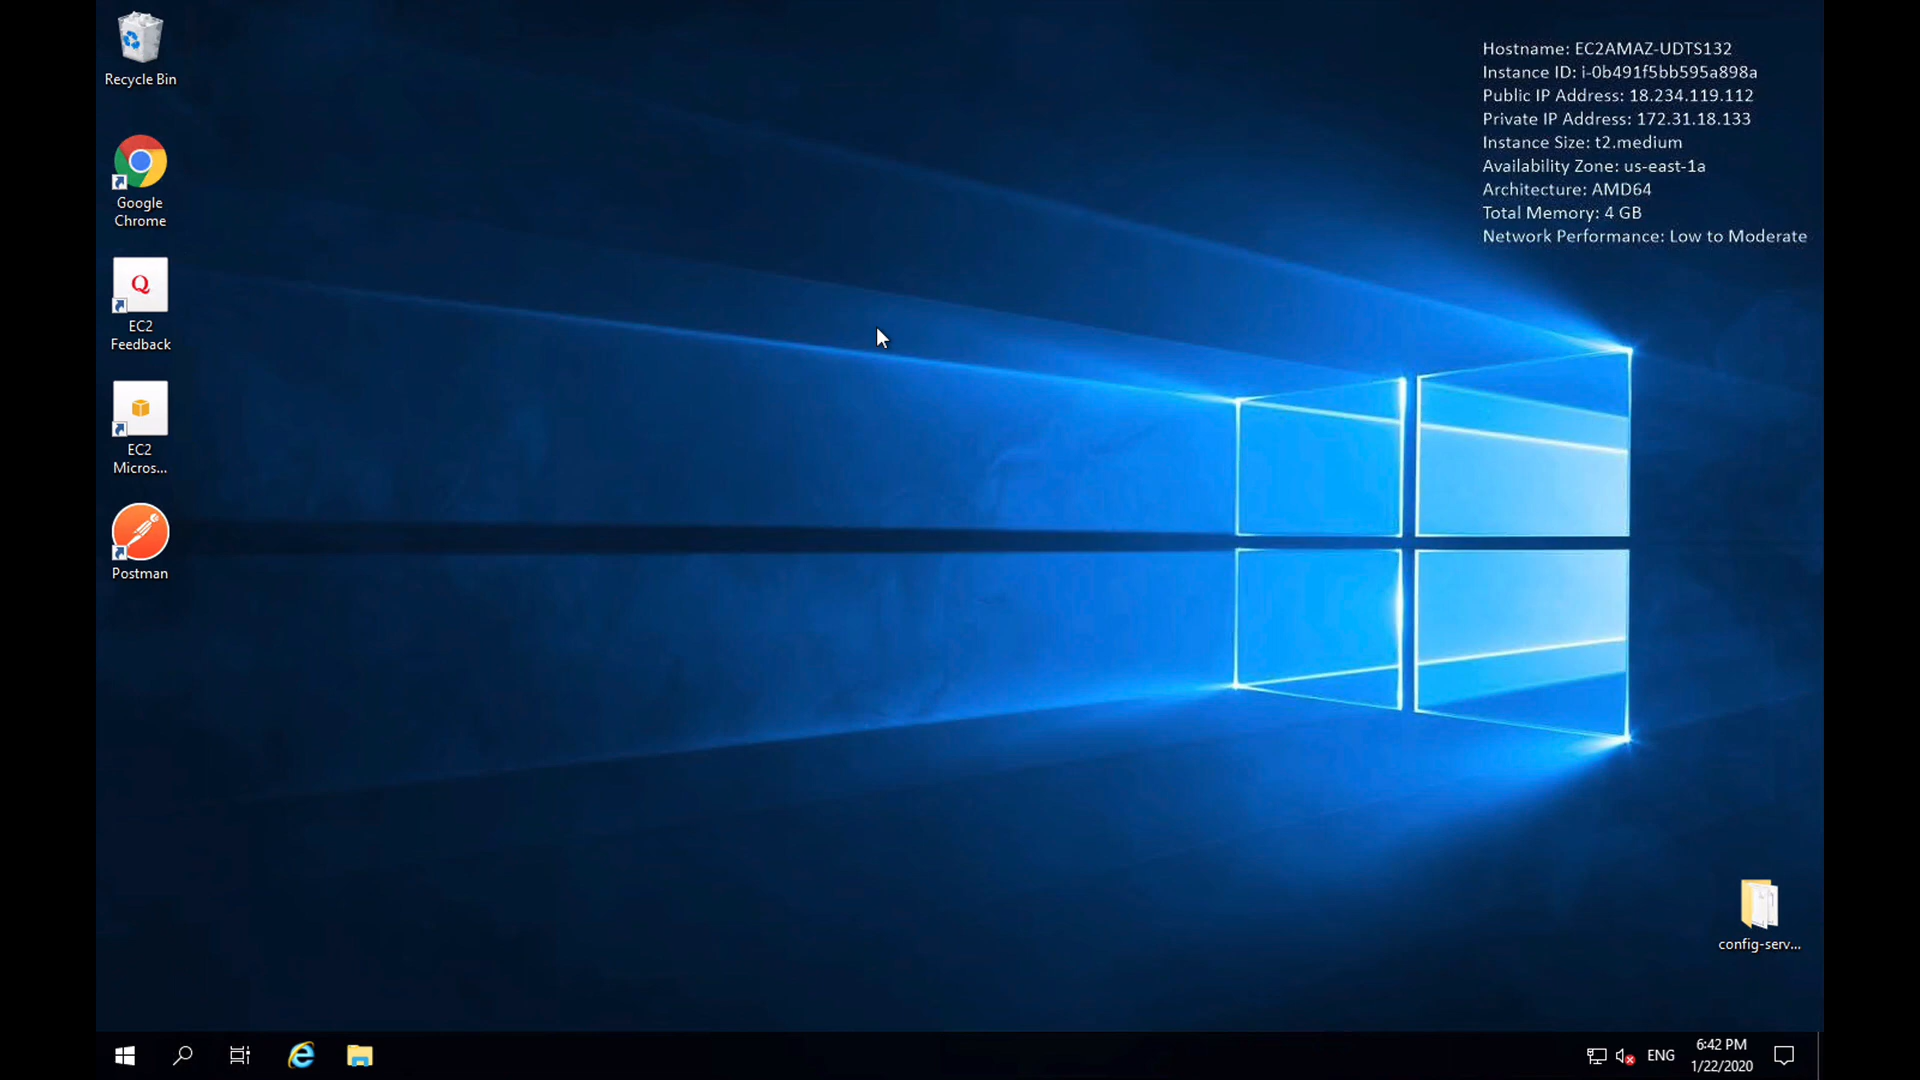 Hostname: EC2AMAZ-UDTS132
Instance ID: i-0b491f5bb595a898a
Public IP Address: 18.234.119.112
Private IP Address: 172.31.18.133
Instance Size: t2.medium
Availability Zone: us-east-1a
Architecture: AMD64
Total Memory: 4 GB
Network Performance: Low to Moderate
Recycle Bin
Google
Chrome
Q
EC2
Feedback
EC2
Micros...
Postman
config-serv...
ENG
6:42 PM
1/22/2020